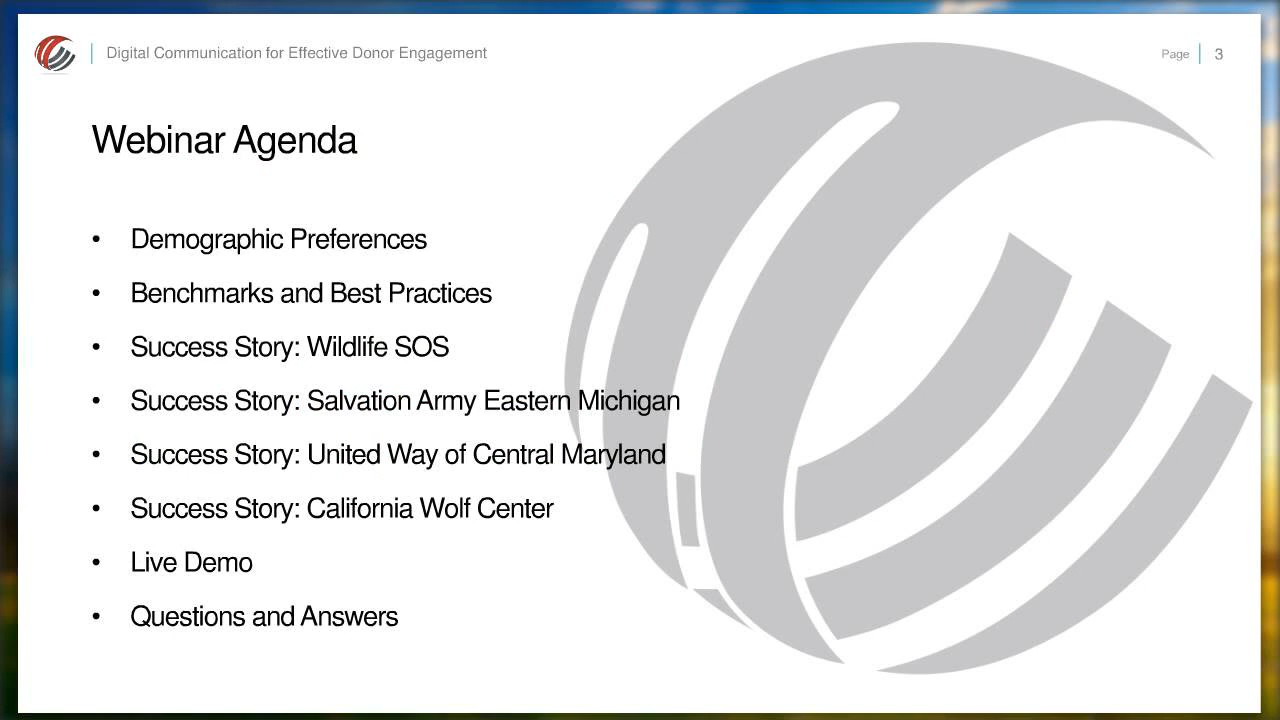 Digital Communication for Effective Donor Engagement
Page 3
Webinar Agenda
• Demographic Preferences
• Benchmarks and Best Practices
• Success Story: Wildlife SOS
• Success Story: Salvation Army Eastern Michigan
• Success Story: United Way of Central Maryland
• Success Story: California Wolf Center
• Live Demo
• Questions and Answers